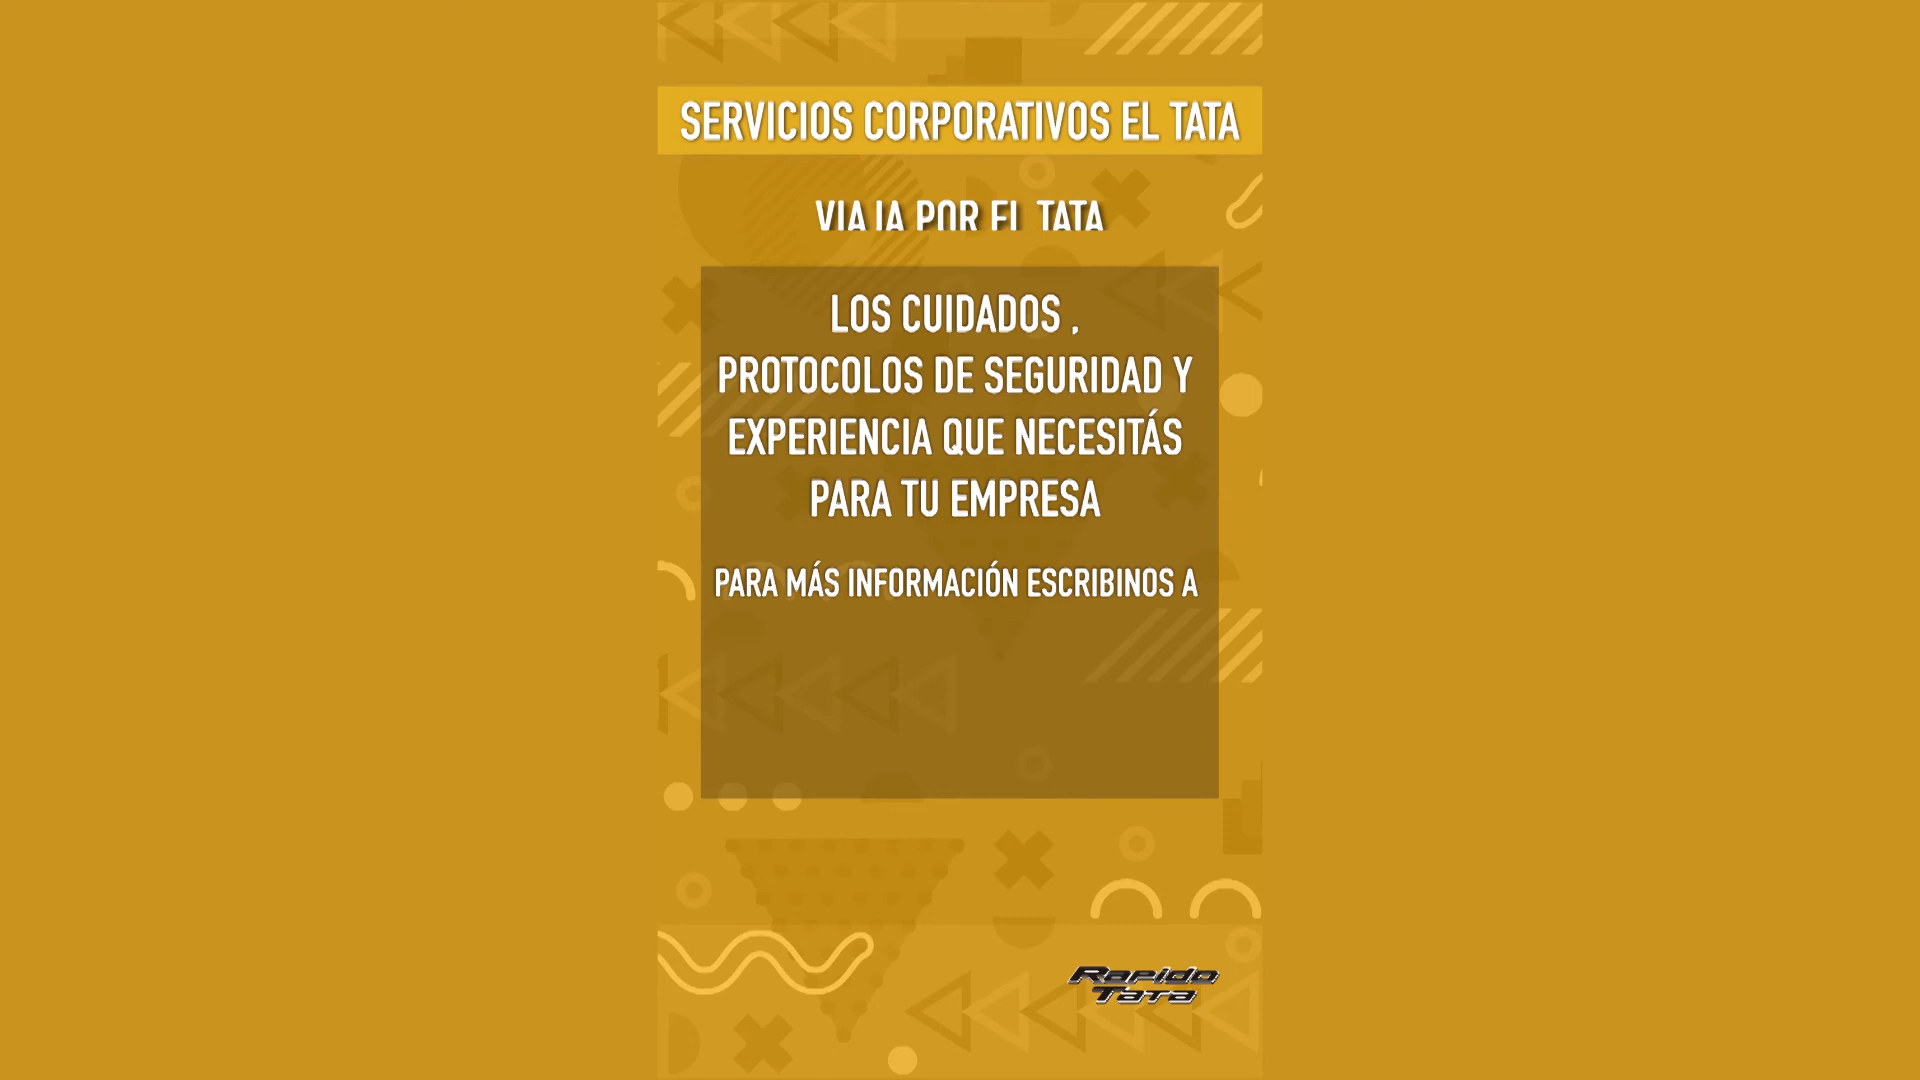 SERVICIOS CORPORATIVOS EL TATA
VIAJA POR EL TATA
LOS CUIDADOS ,
PROTOCOLOS DE SEGURIDAD Y
EXPERIENCIA QUE NECESITÁS
PARA TU EMPRESA
PARA MÁS INFORMACIÓN ESCRIBINOS A
Rapido
Tata